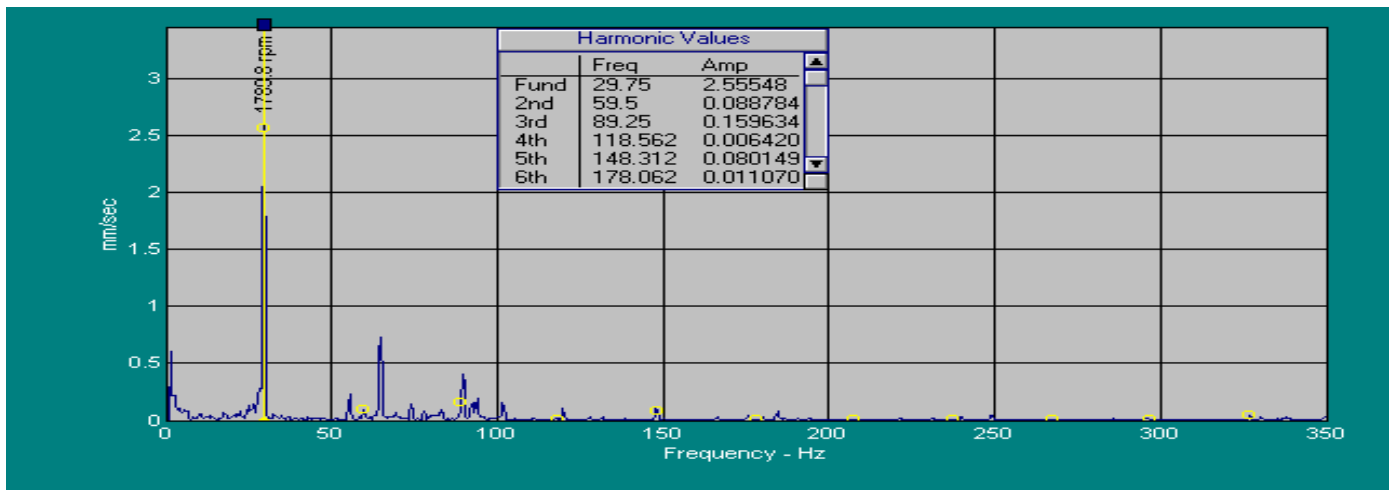 Harmonic Values
Freq Amp
Fund 29.75 2.55548
2nd 59.5 0.088784
3rd 89.25 0.159634
4th 118.562 0.006420
5th 148.312 0.080149
6th 178.062 0.011070
rpm
3
2.5
2
1.5
1
0.5
0
mm/sec
0 50 100 150 200 250 300 350
Frequency - Hz